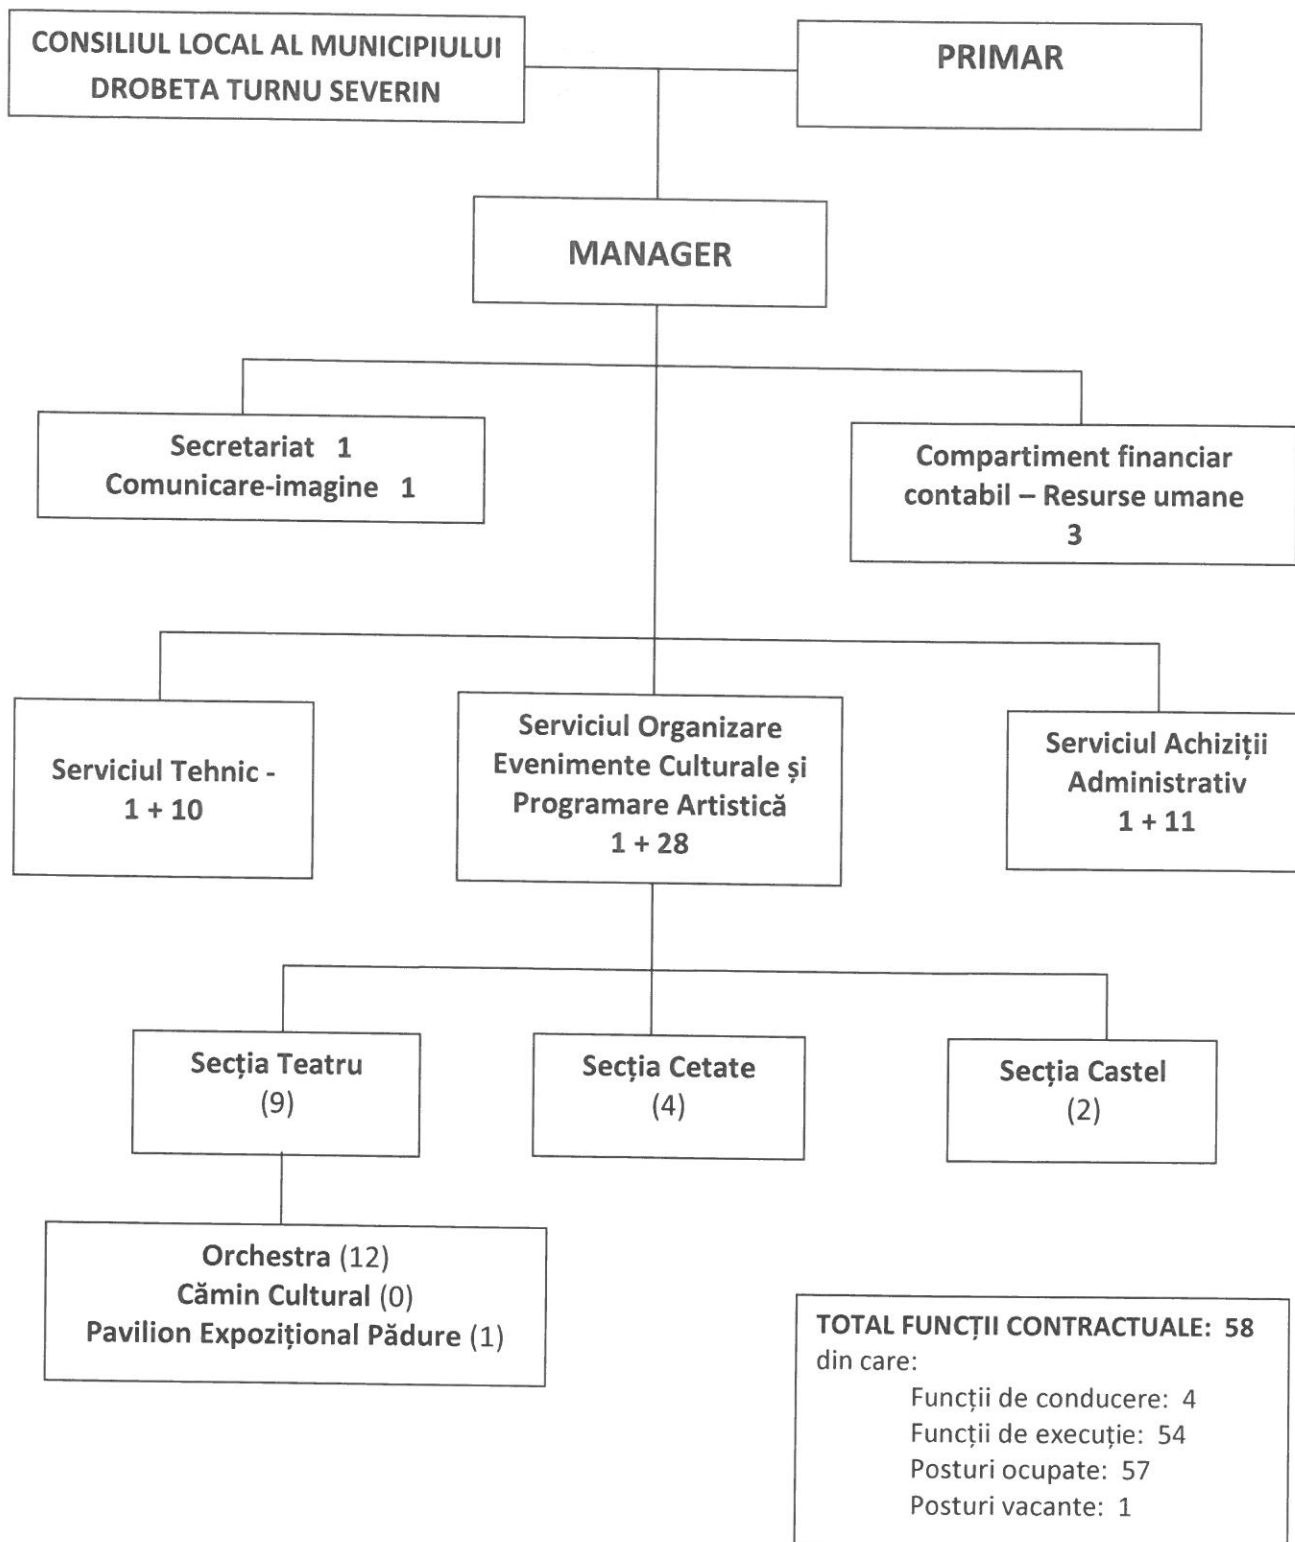 CONSILIUL LOCAL AL MUNICIPIULUI
DROBETA TURNU SEVERIN
PRIMAR
MANAGER
Secretariat 1
Comunicare-imagine 1
Compartiment financiar
contabil – Resurse umane
3
Serviciul Tehnic -
1 + 10
Serviciul Organizare
Evenimente Culturale și
Programare Artistică
1 + 28
Serviciul Achiziții
Administrativ
1 + 11
Secția Teatru
(9)
Secția Cetate
(4)
Secția Castel
(2)
Orchestra (12)
Cămin Cultural (0)
Pavilion Expozițional Pădure (1)
TOTAL FUNCȚII CONTRACTUALE: 58
din care:
Funcții de conducere: 4
Funcții de execuție: 54
Posturi ocupate: 57
Posturi vacante: 1